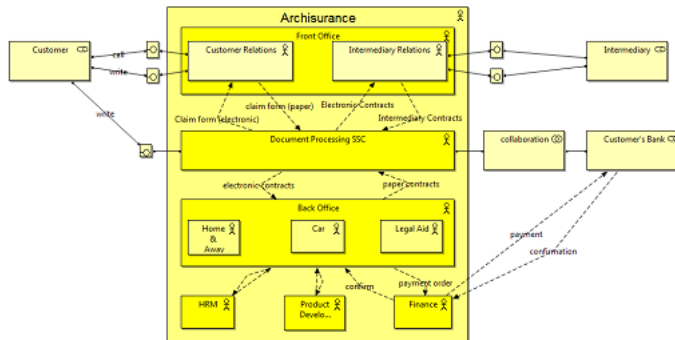 Archisurance
Front Office
Customer
call
write
Customer Relations
Intermediary Relations
Intermediary
claim form (paper)
Electronic Contracts
Claim form (electronic)
Intermediary Contracts
write
Document Processing SSC
collaboration
Customer's Bank
electronic contracts
paper contracts
Back Office
Home
&
Away
Car
Legal Aid
payment
confirmation
confirm
payment order
HRM
Product
Develo...
Finance